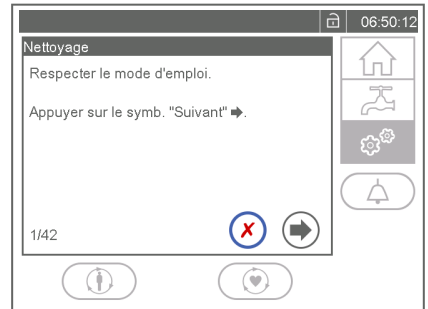 06:50:12
Nettoyage
Respecter le mode d'emploi.
Appuyer sur le symb. "Suivant" ➡.
1/42